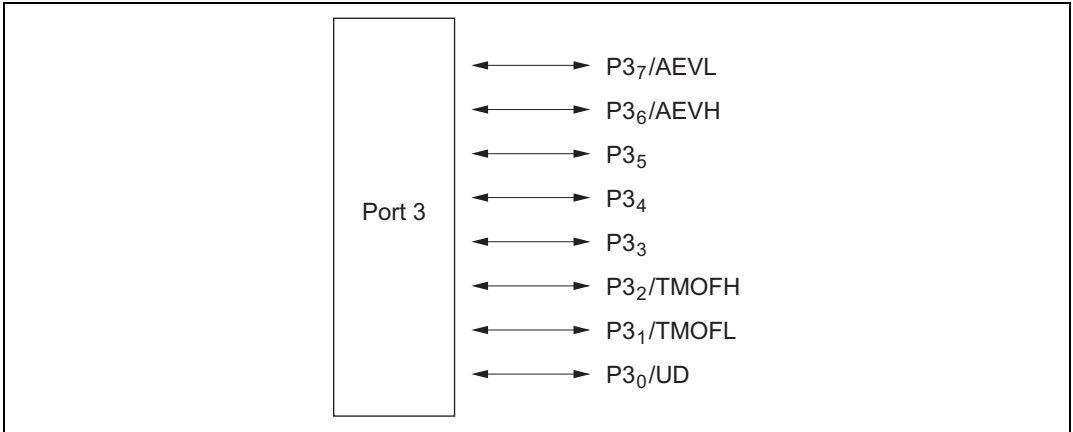 Port 3
P3₇/AEVL
P3₆/AEVH
P3₅
P3₄
P3₃
P3₂/TMOFH
P3₁/TMOFL
P3₀/UD